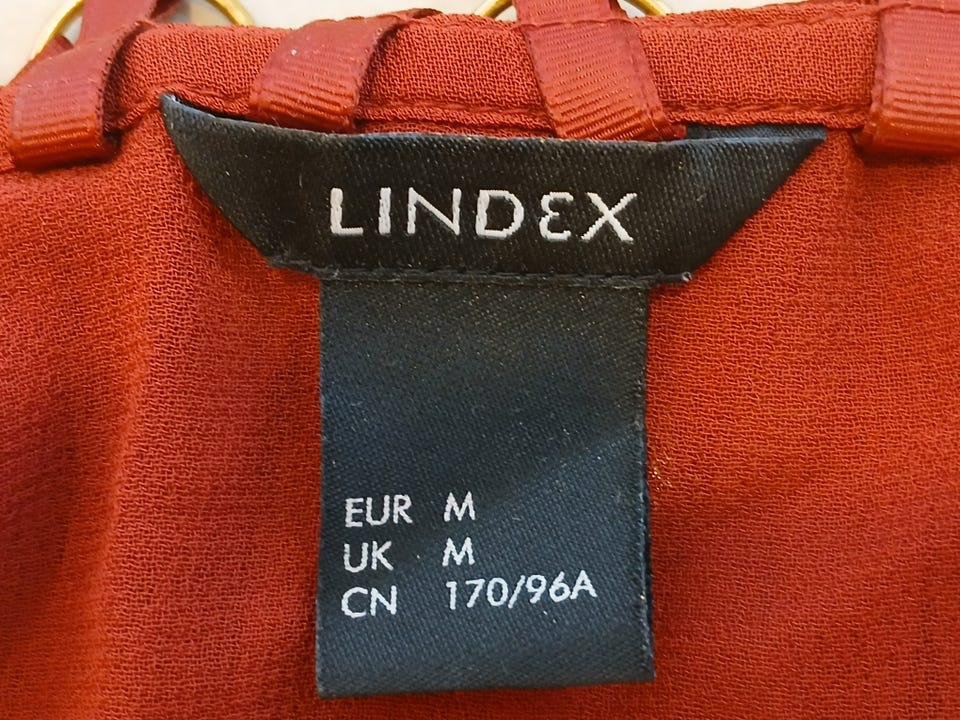 LINDEX
EUR M
UK M
CN 170/96A